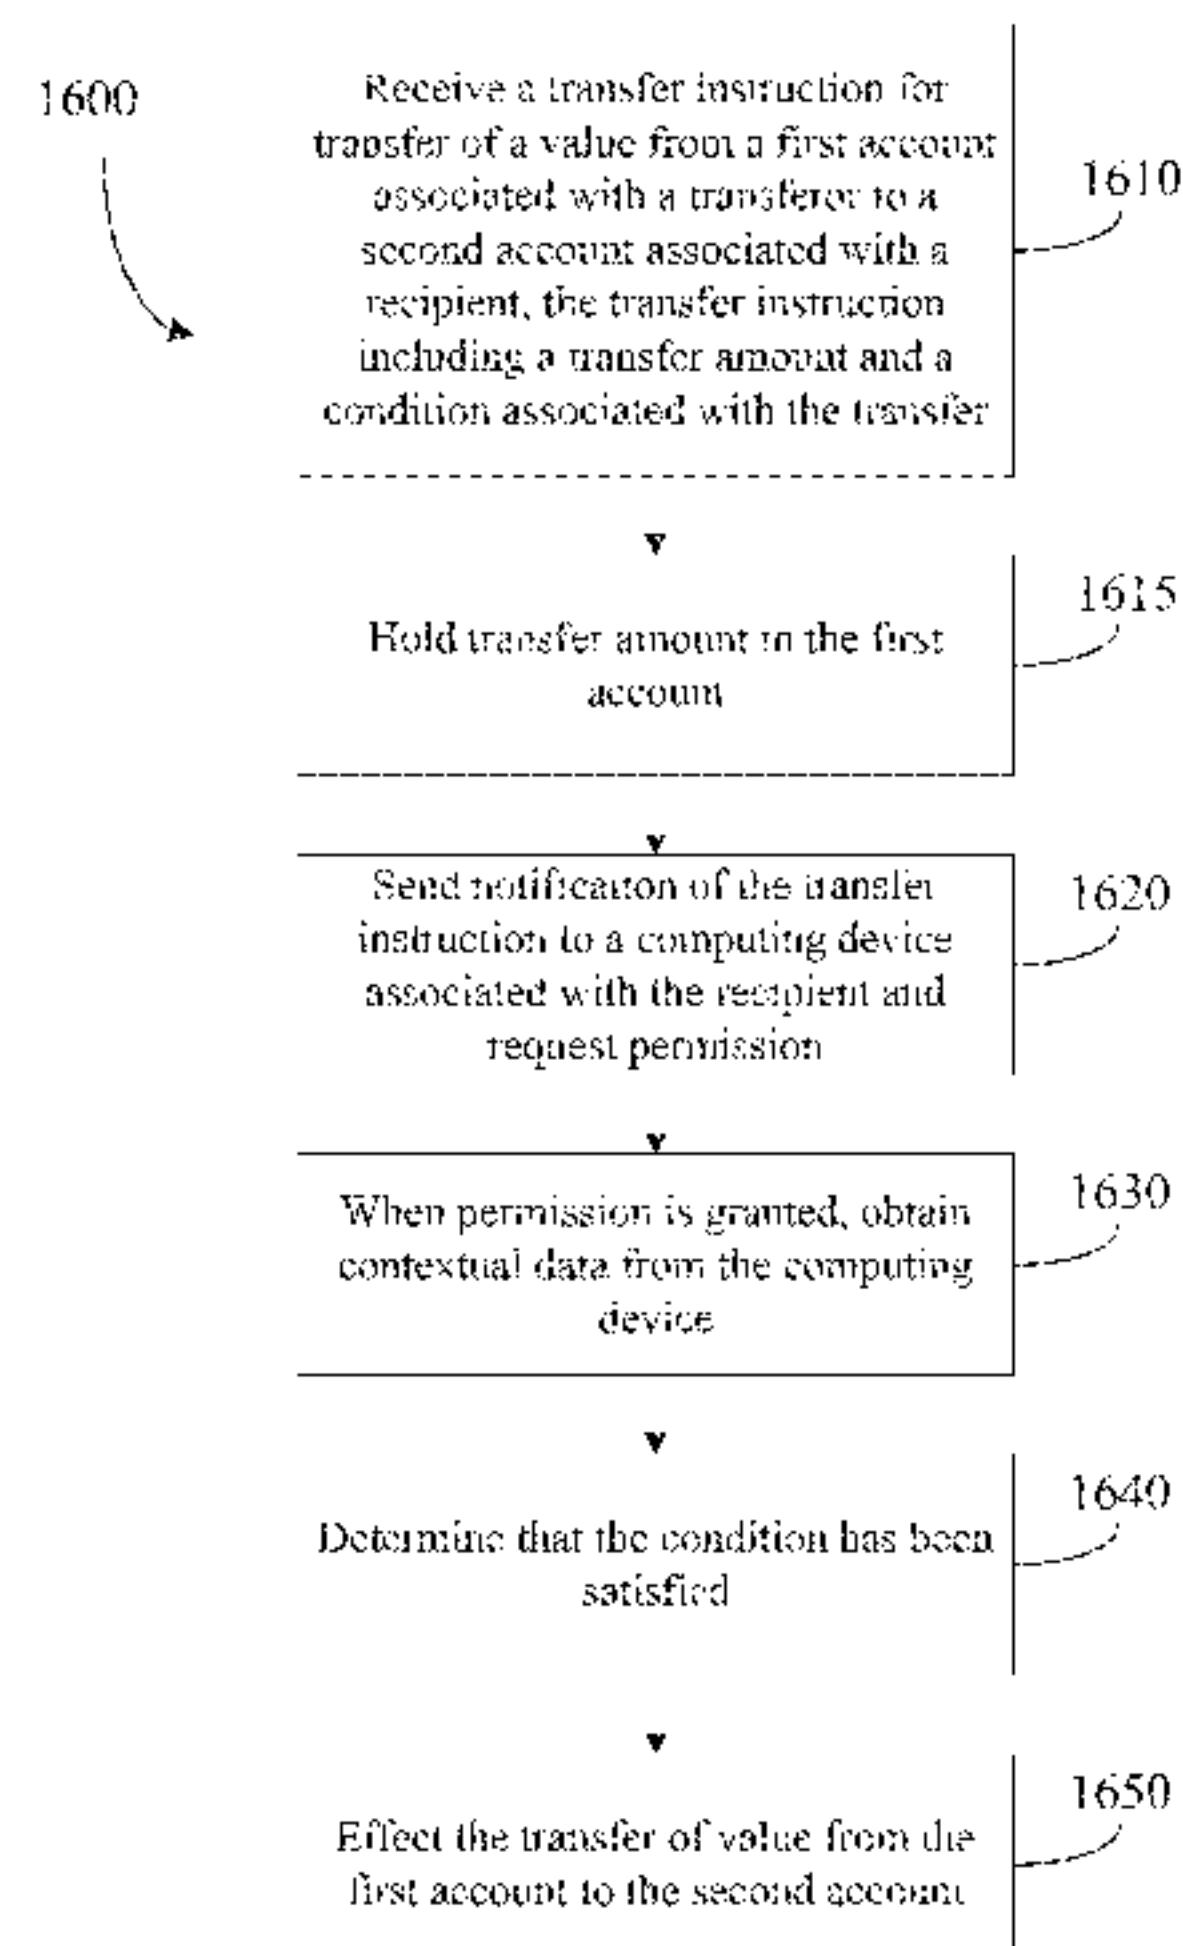 1600
Receive a transfer instruction for
transfer of a value from a first account
associated with a transferor to a
second account associated with a
recipient, the transfer instruction
including a transfer amount and a
condition associated with the transfer
1610
Hold transfer amount in the first
account
1615
Send notification of the transfer
instruction to a computing device
associated with the recipient and
request permission
1620
When permission is granted, obtain
contextual data from the computing
device
1630
Determine that the condition has been
satisfied
1640
Effect the transfer of value from the
first account to the second account
1650